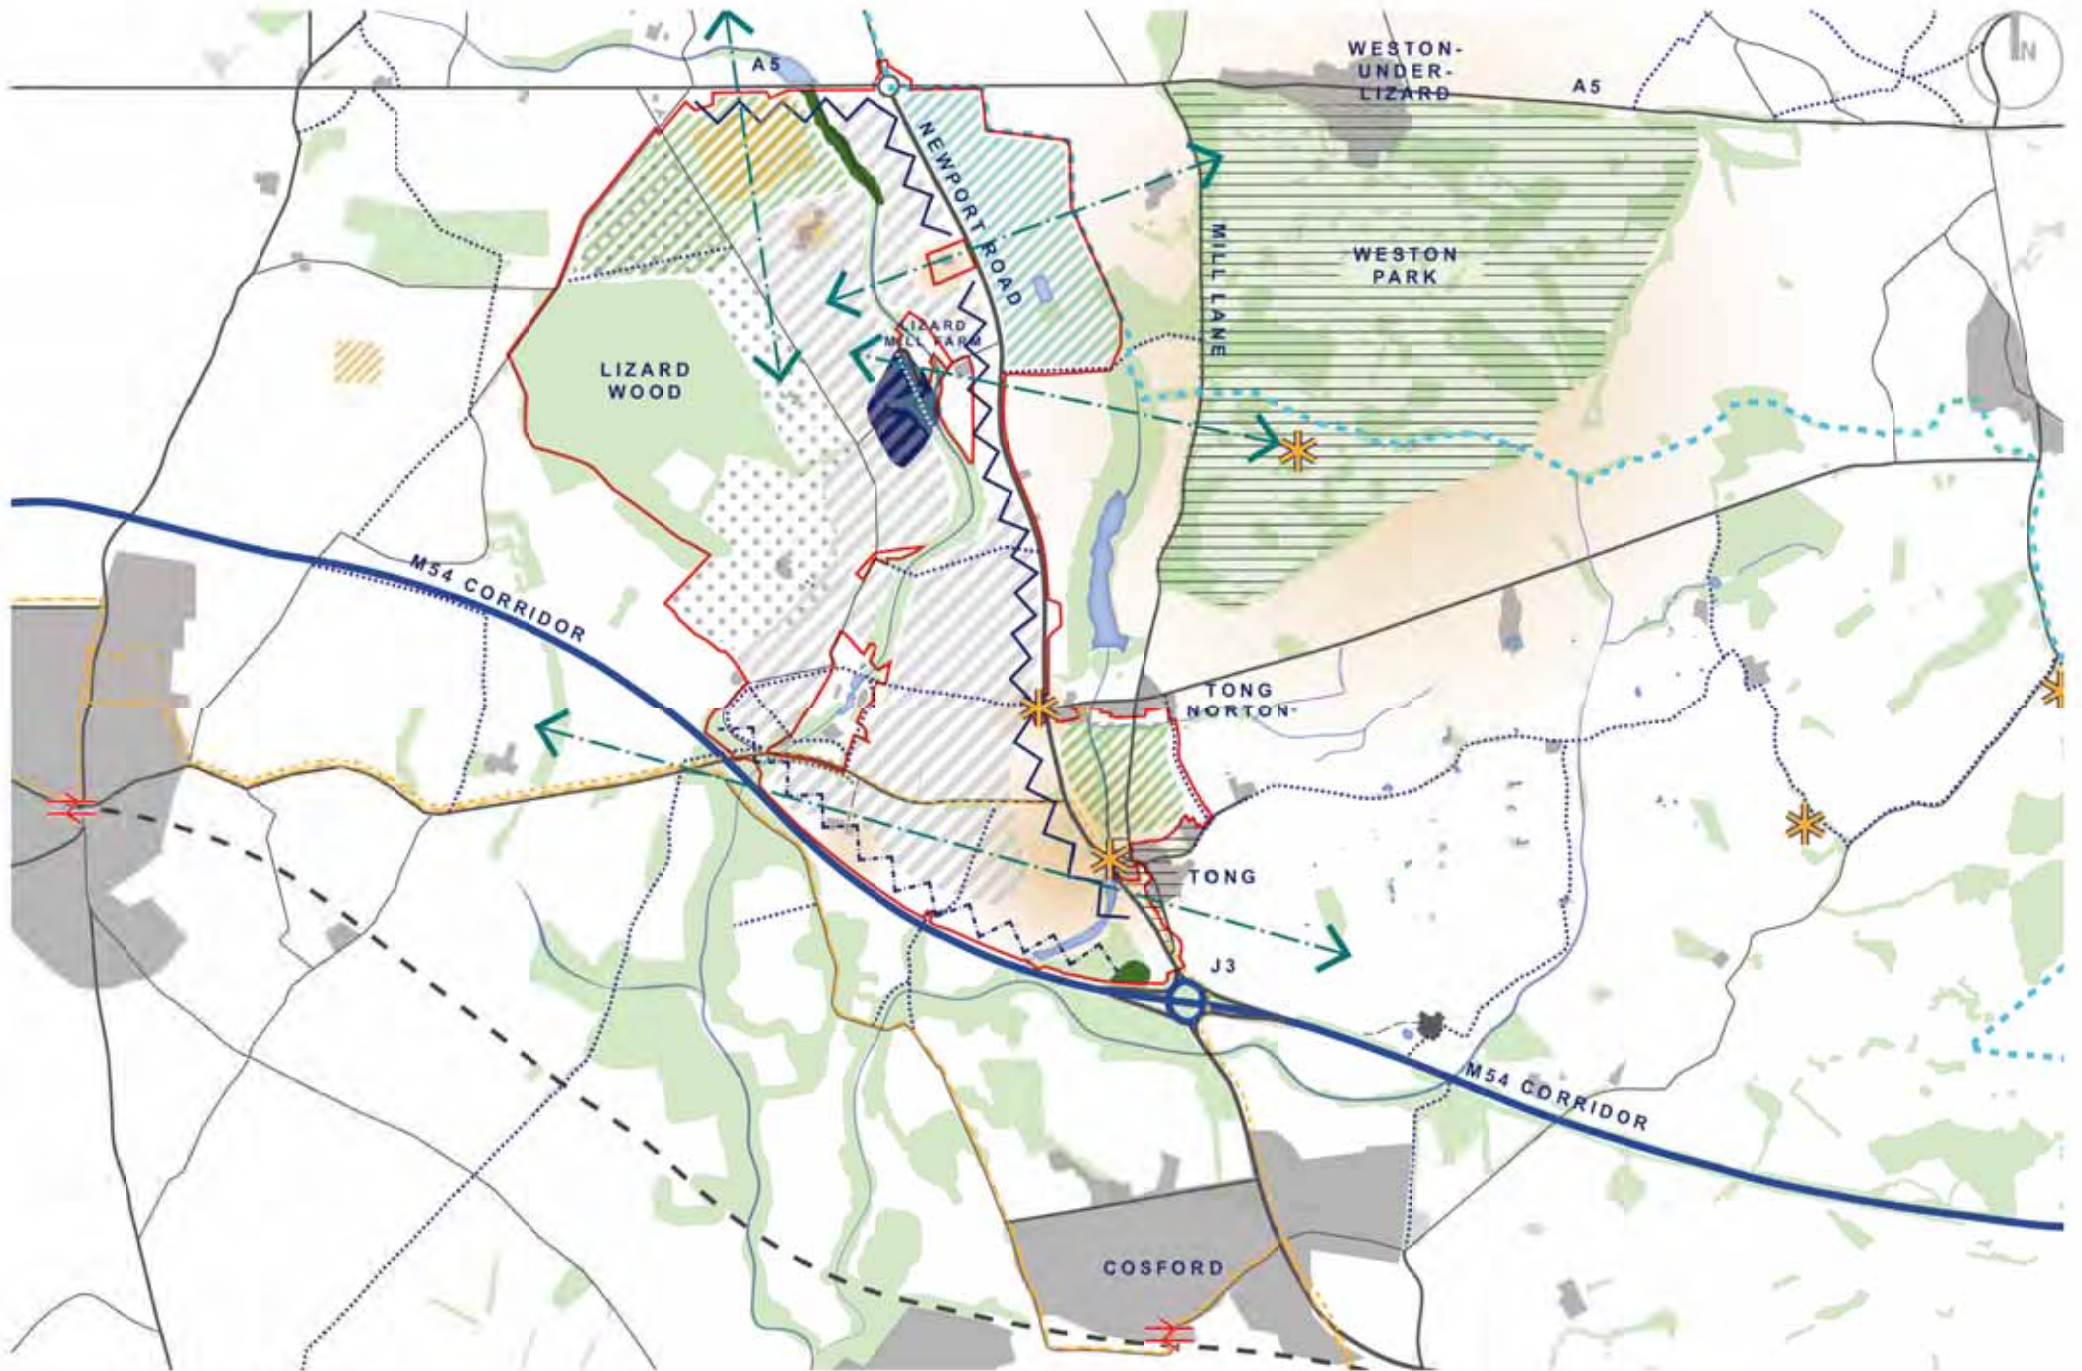 WESTON-
UNDER-
LIZARD
A5
A5
N
NEWPORT ROAD
MILL LANE
WESTON
PARK
LIZARD
MILL FARM
LIZARD
WOOD
M54 CORRIDOR
TONG
NORTON
TONG
J3
M54 CORRIDOR
COSFORD